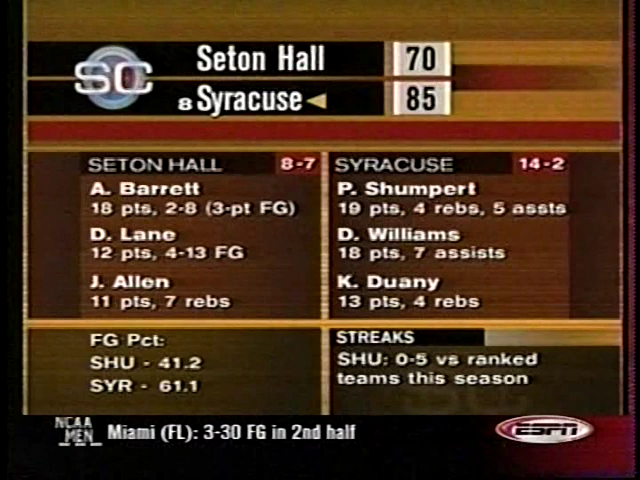 SC
Seton Hall 70
8 Syracuse 85
SETON HALL 8-7
A. Barrett
18 pts, 2-8 (3-pt FG)
D. Lane
12 pts, 4-13 FG
J. Allen
11 pts, 7 rebs
SYRACUSE 14-2
P. Shumpert
19 pts, 4 rebs, 5 assts
D. Williams
18 pts, 7 assists
K. Duany
13 pts, 4 rebs
FG Pct:
SHU - 41.2
SYR - 61.1
STREAKS
SHU: 0-5 vs ranked
teams this season
NCAA
MEN
Miami (FL): 3-30 FG in 2nd half
ESPN